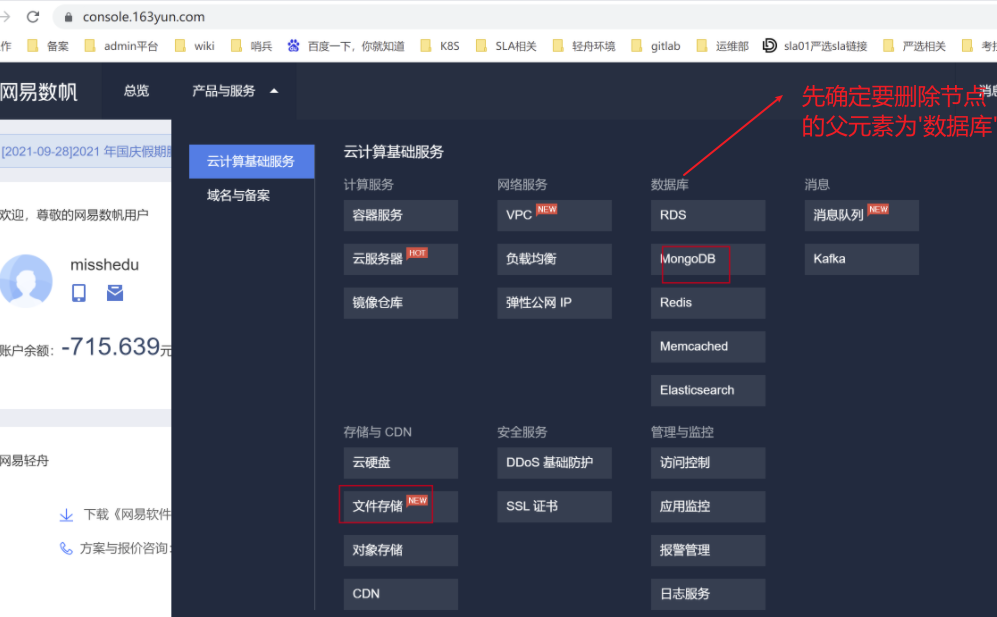 console.163yun.com
作 备案 admin平台 wiki 哨兵 百度一下，你就知道 K8S SLA相关 轻舟环境 gitlab 运维部 sla01严选sla链接 严选相关 考
网易数帆 总览 产品与服务 消息
先确定要删除节点
的父元素为'数据库'
[2021-09-28]2021 年国庆假期
云计算基础服务
域名与备案
欢迎，尊敬的网易数帆用户
misshedu
账户余额: -715.639元
网易轻舟
下载《网易软件
方案与报价咨询:
云计算基础服务
计算服务
容器服务
云服务器 HOT
镜像仓库
网络服务
VPC NEW
负载均衡
弹性公网 IP
数据库
RDS
MongoDB
Redis
Memcached
Elasticsearch
消息
消息队列 NEW
Kafka
存储与 CDN
云硬盘
文件存储 NEW
对象存储
CDN
安全服务
DDoS 基础防护
SSL 证书
管理与监控
访问控制
应用监控
报警管理
日志服务